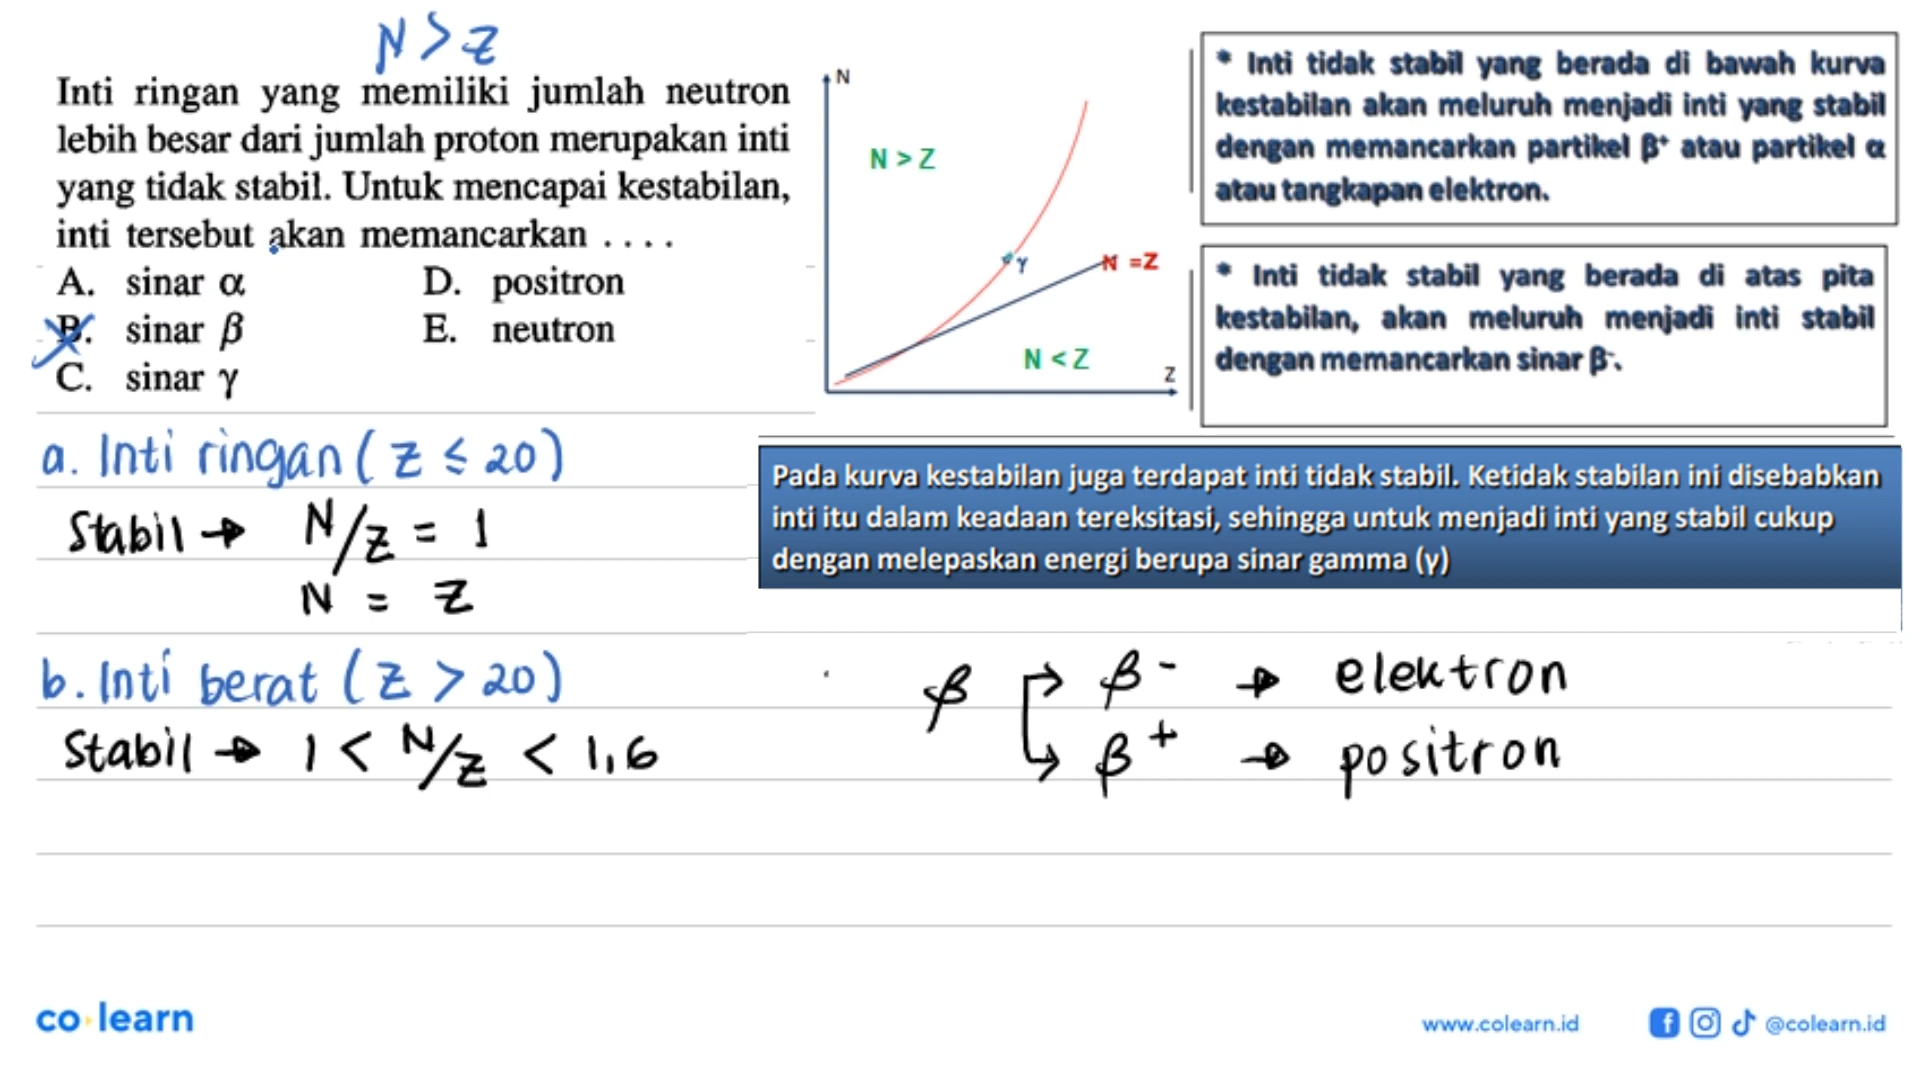 N > Z
Inti ringan yang memiliki jumlah neutron
lebih besar dari jumlah proton merupakan inti
yang tidak stabil. Untuk mencapai kestabilan,
inti tersebut akan memancarkan . . . .
A. sinar α D. positron
B. sinar β E. neutron
C. sinar γ
N
N > Z
γ
N =Z
N < Z
Z
* Inti tidak stabil yang berada di bawah kurva
kestabilan akan meluruh menjadi inti yang stabil
dengan memancarkan partikel β⁺ atau partikel α
atau tangkapan elektron.
* Inti tidak stabil yang berada di atas pita
kestabilan, akan meluruh menjadi inti stabil
dengan memancarkan sinar β⁻.
Pada kurva kestabilan juga terdapat inti tidak stabil. Ketidak stabilan ini disebabkan
inti itu dalam keadaan tereksitasi, sehingga untuk menjadi inti yang stabil cukup
dengan melepaskan energi berupa sinar gamma (γ)
a. Inti ringan ( Z ≤ 20 )
Stabil → N/Z = 1
N = Z
b. Inti berat ( Z > 20 )
Stabil → 1 < N/Z < 1,6
β → β⁻ → elektron
→ β⁺ → positron
co learn
www.colearn.id @colearn.id